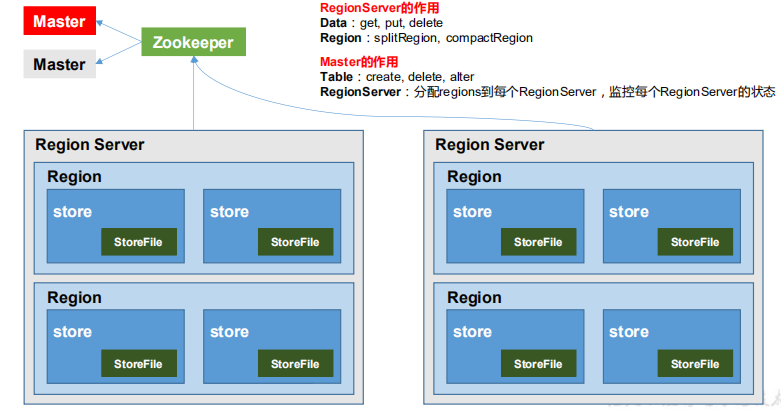 Master
Zookeeper
Master
RegionServer的作用
Data：get, put, delete
Region：splitRegion, compactRegion
Master的作用
Table：create, delete, alter
RegionServer：分配regions到每个RegionServer，监控每个RegionServer的状态
Region Server
Region
store
StoreFile
store
StoreFile
Region
store
StoreFile
store
StoreFile
Region Server
Region
store
StoreFile
store
StoreFile
Region
store
StoreFile
store
StoreFile